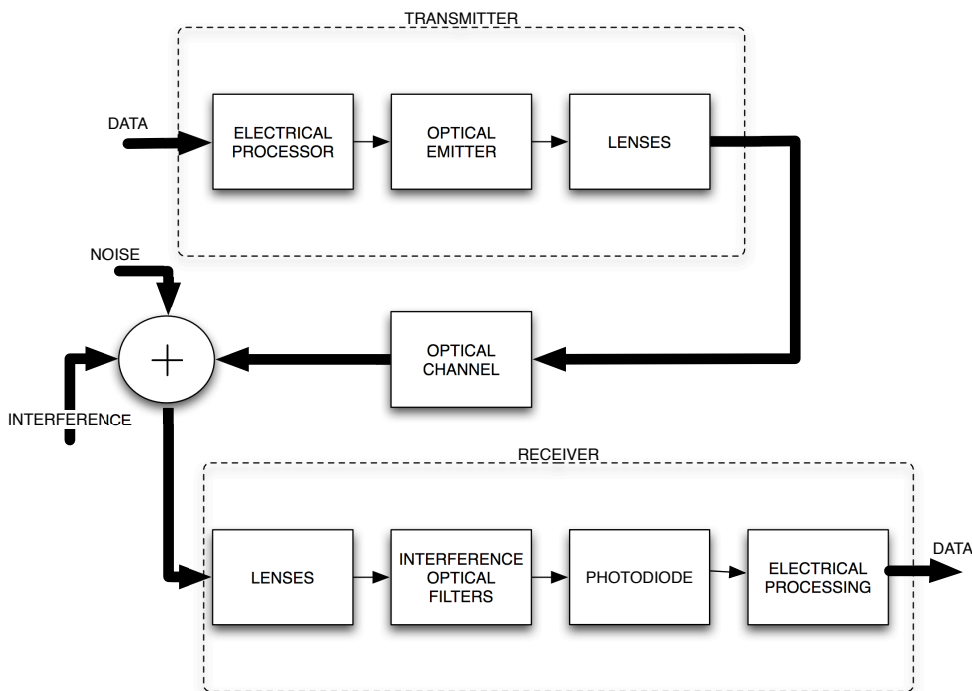 TRANSMITTER
DATA
ELECTRICAL
PROCESSOR
OPTICAL
EMITTER
LENSES
NOISE
+
OPTICAL
CHANNEL
INTERFERENCE
RECEIVER
LENSES
INTERFERENCE
OPTICAL
FILTERS
PHOTODIODE
ELECTRICAL
PROCESSING
DATA